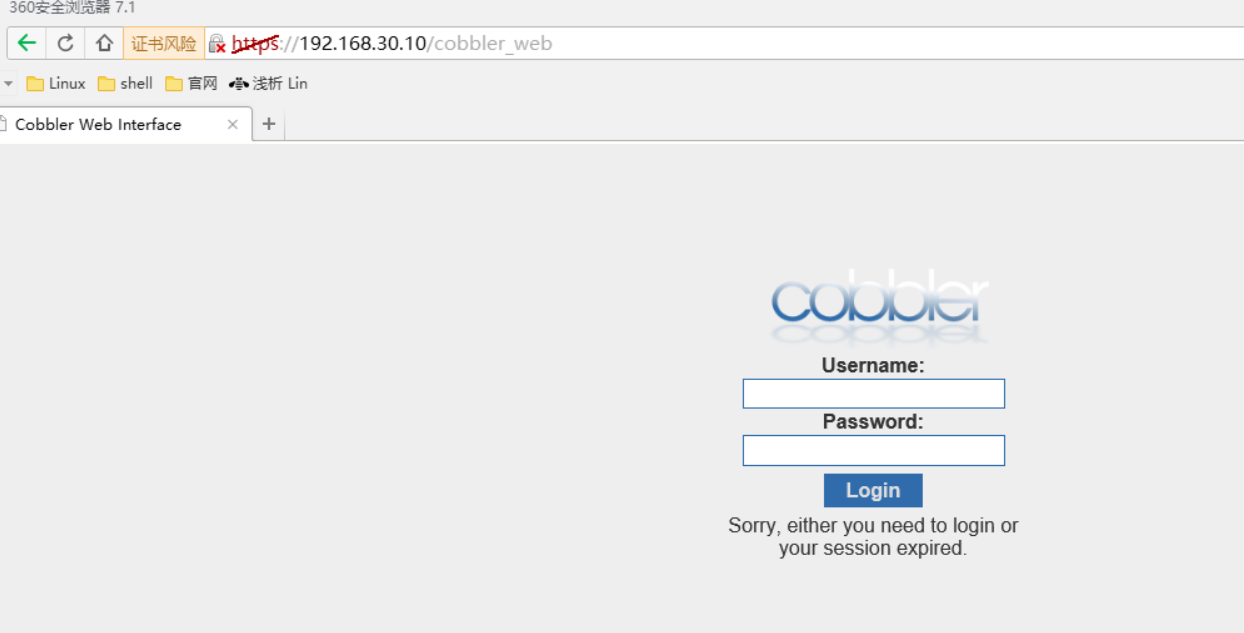 360安全浏览器 7.1
证书风险 https://192.168.30.10/cobbler_web
Linux shell 官网 浅析 Lin
Cobbler Web Interface
cobbler
Username:
Password:
Login
Sorry, either you need to login or
your session expired.